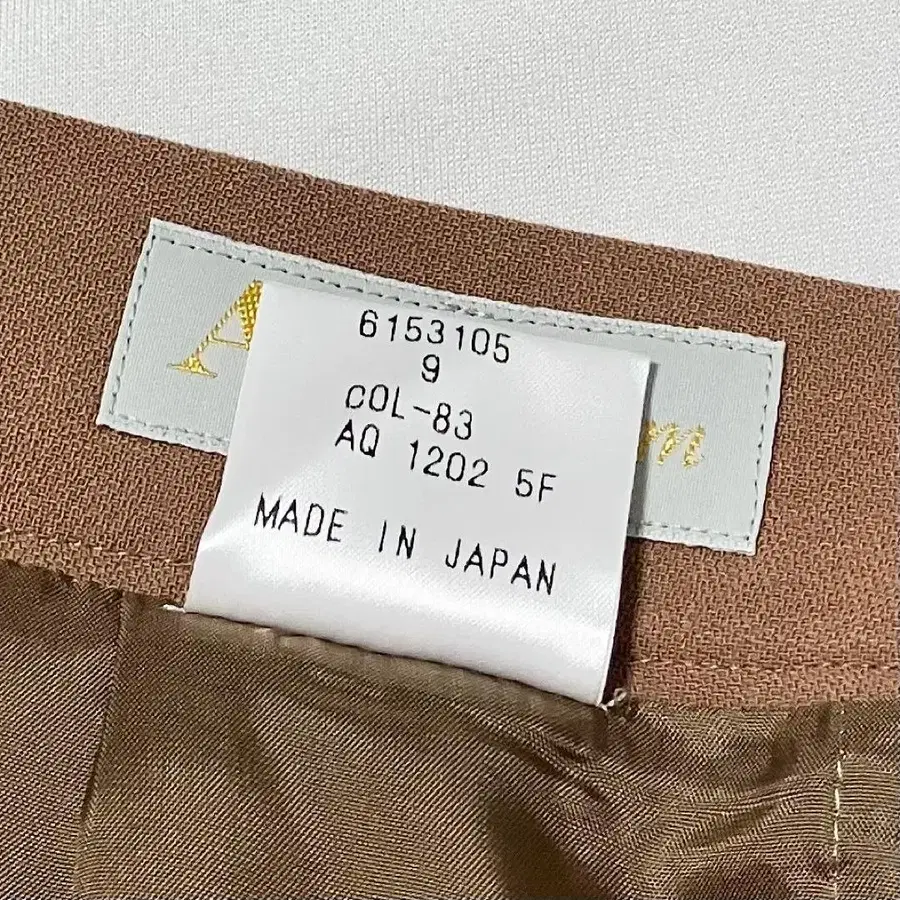 6153105
9
COL-83
AQ 1202 5F
MADE IN JAPAN